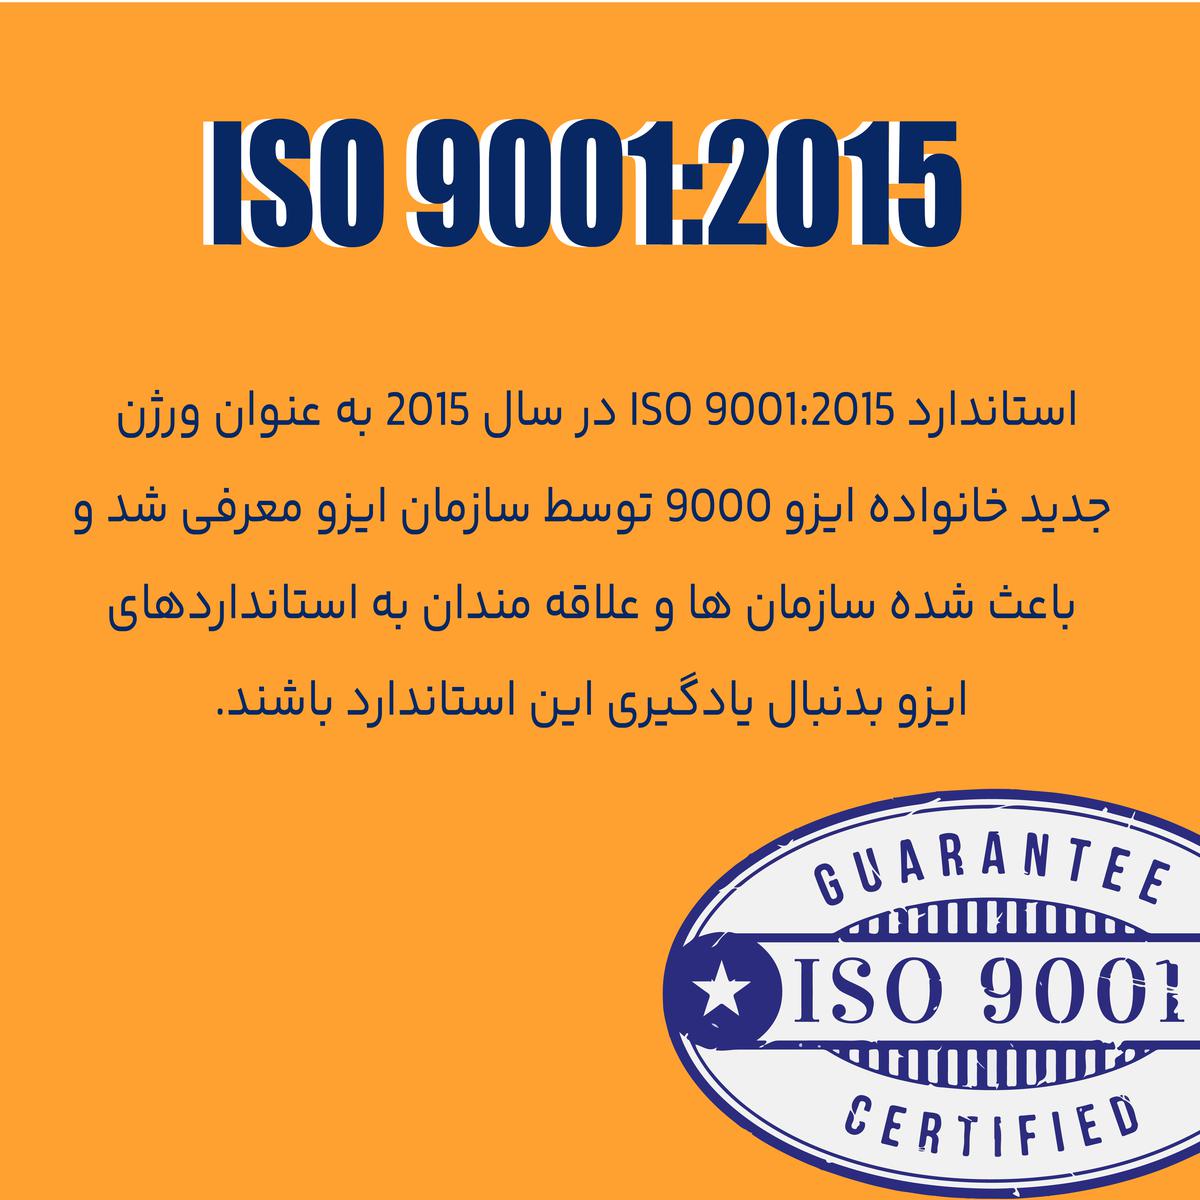 ISO 9001:2015
استاندارد ISO 9001:2015 در سال 2015 به عنوان ورژن
جدید خانواده ایزو 9000 توسط سازمان ایزو معرفی شد و
باعث شده سازمان ها و علاقه مندان به استانداردهای
ایزو بدنبال یادگیری این استاندارد باشند.
GUARANTEE
ISO 9001
CERTIFIED